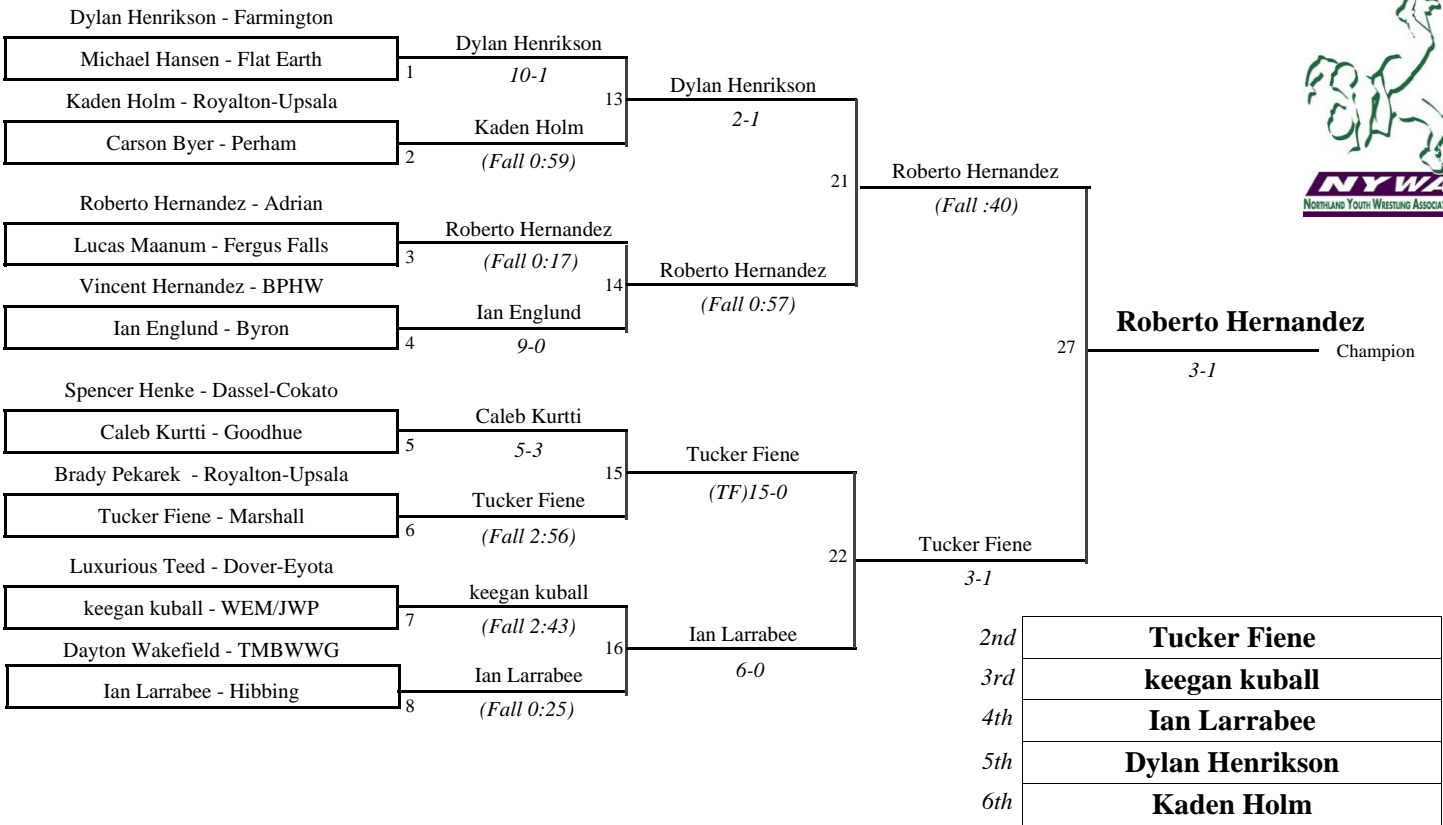 Dylan Henrikson - Farmington
Michael Hansen - Flat Earth
1
Dylan Henrikson
10-1
Kaden Holm - Royalton-Upsala
Carson Byer - Perham
2
Kaden Holm
(Fall 0:59)
13
Dylan Henrikson
2-1
Roberto Hernandez - Adrian
Lucas Maanum - Fergus Falls
3
Roberto Hernandez
(Fall 0:17)
Vincent Hernandez - BPHW
Ian Englund - Byron
4
Ian Englund
9-0
14
Roberto Hernandez
(Fall 0:57)
21
Roberto Hernandez
(Fall :40)
Spencer Henke - Dassel-Cokato
Caleb Kurtti - Goodhue
5
Caleb Kurtti
5-3
Brady Pekarek - Royalton-Upsala
Tucker Fiene - Marshall
6
Tucker Fiene
(Fall 2:56)
15
Tucker Fiene
(TF)15-0
Luxurious Teed - Dover-Eyota
keegan kuball - WEM/JWP
7
keegan kuball
(Fall 2:43)
Dayton Wakefield - TMBWWG
Ian Larrabee - Hibbing
8
Ian Larrabee
(Fall 0:25)
16
Ian Larrabee
6-0
22
Tucker Fiene
3-1
27
Roberto Hernandez
Champion
3-1
NYWA
Northland Youth Wrestling
2nd Tucker Fiene
3rd keegan kuball
4th Ian Larrabee
5th Dylan Henrikson
6th Kaden Holm